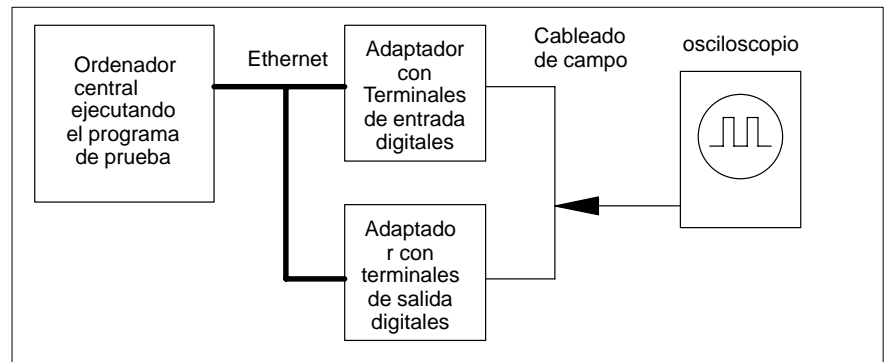 Ordenador
central
ejecutando
el programa
de prueba
Ethernet
Adaptador
con
Terminales
de entrada
digitales
Cableado
de campo
osciloscopio
Adaptado
r con
terminales
de salida
digitales